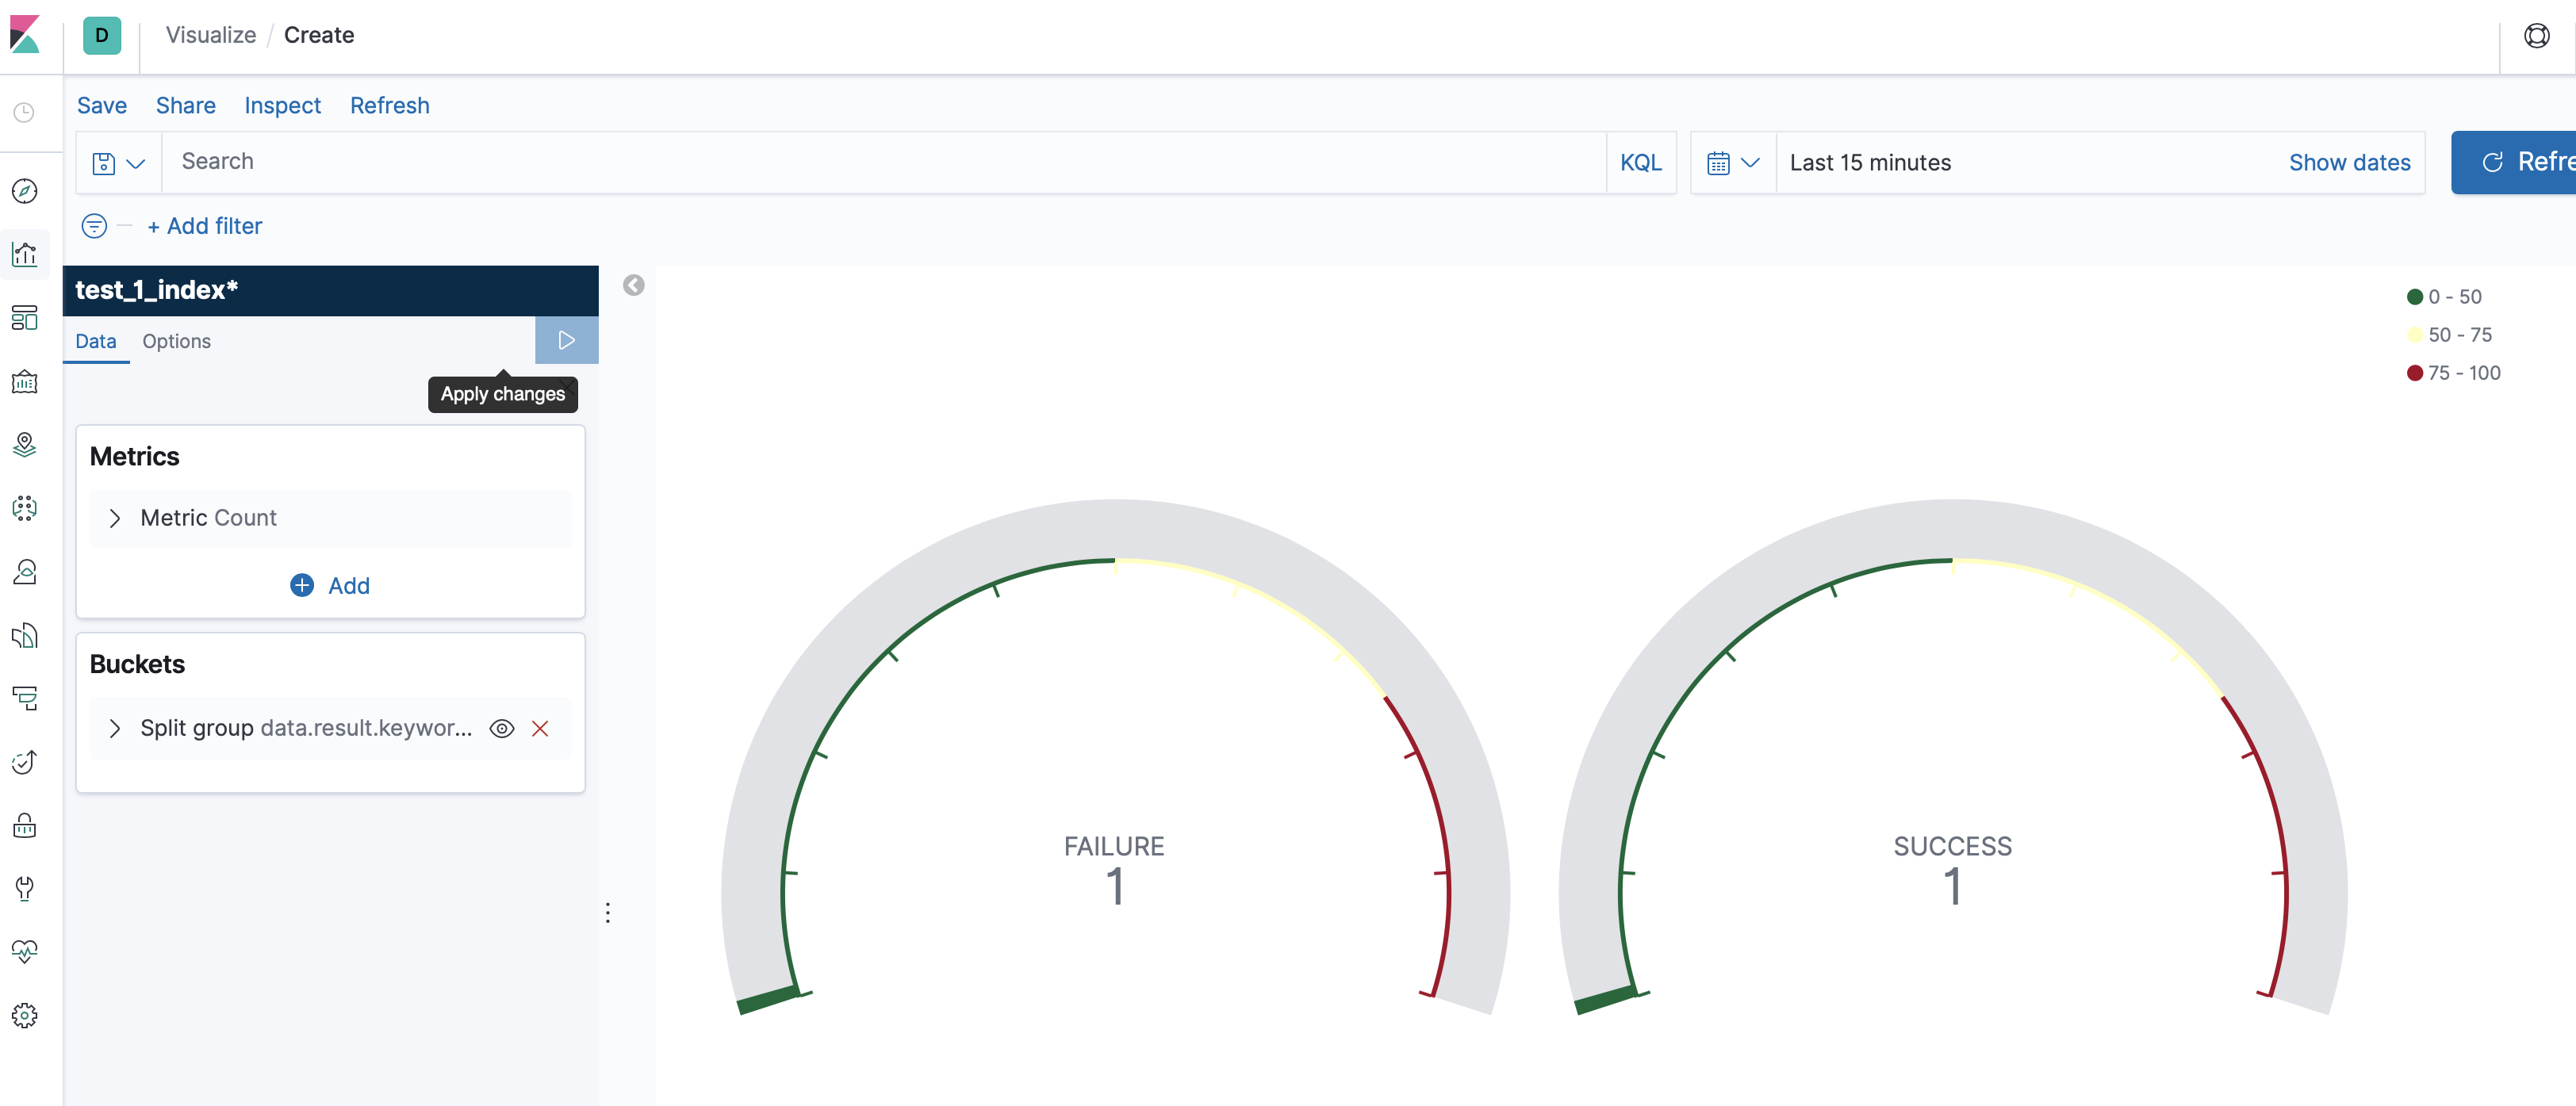 D Visualize / Create
Save Share Inspect Refresh
Search KQL Last 15 minutes Show dates Refre
+ Add filter
test_1_index*
Data Options
Apply changes
Metrics
Metric Count
Add
Buckets
Split group data.result.keywor...
0 - 50
50 - 75
75 - 100
FAILURE
1
SUCCESS
1